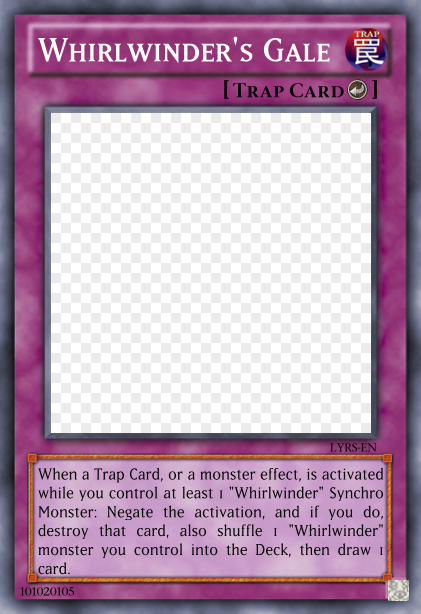 Whirlwinder's Gale
TRAP
罠
[ Trap Card ]
LYRS-EN
When a Trap Card, or a monster effect, is activated
while you control at least 1 "Whirlwinder" Synchro
Monster: Negate the activation, and if you do,
destroy that card, also shuffle 1 "Whirlwinder"
monster you control into the Deck, then draw 1
card.
101020105